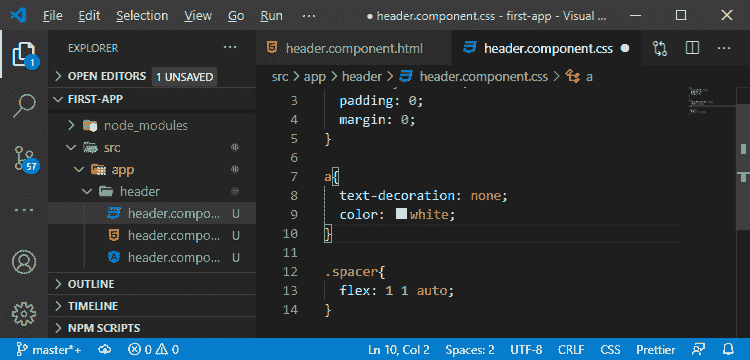 File Edit View Go Run ··· ● header.component.css - first-app - Visual ...
EXPLORER ···
OPEN EDITORS 1 UNSAVED
FIRST-APP
node_modules
src
app
header
header.compo... U
header.compo... U
header.compo... U
OUTLINE
TIMELINE
NPM SCRIPTS
1
57
header.component.html header.component.css ●
src > app > header > header.component.css > a
3 padding: 0;
4 margin: 0;
5 }
6
7 a{
8 text-decoration: none;
9 color: white;
10 }
11
12 .spacer{
13 flex: 1 1 auto;
14 }
master*+ 0 0 Ln 10, Col 2 Spaces: 2 UTF-8 CRLF CSS Prettier